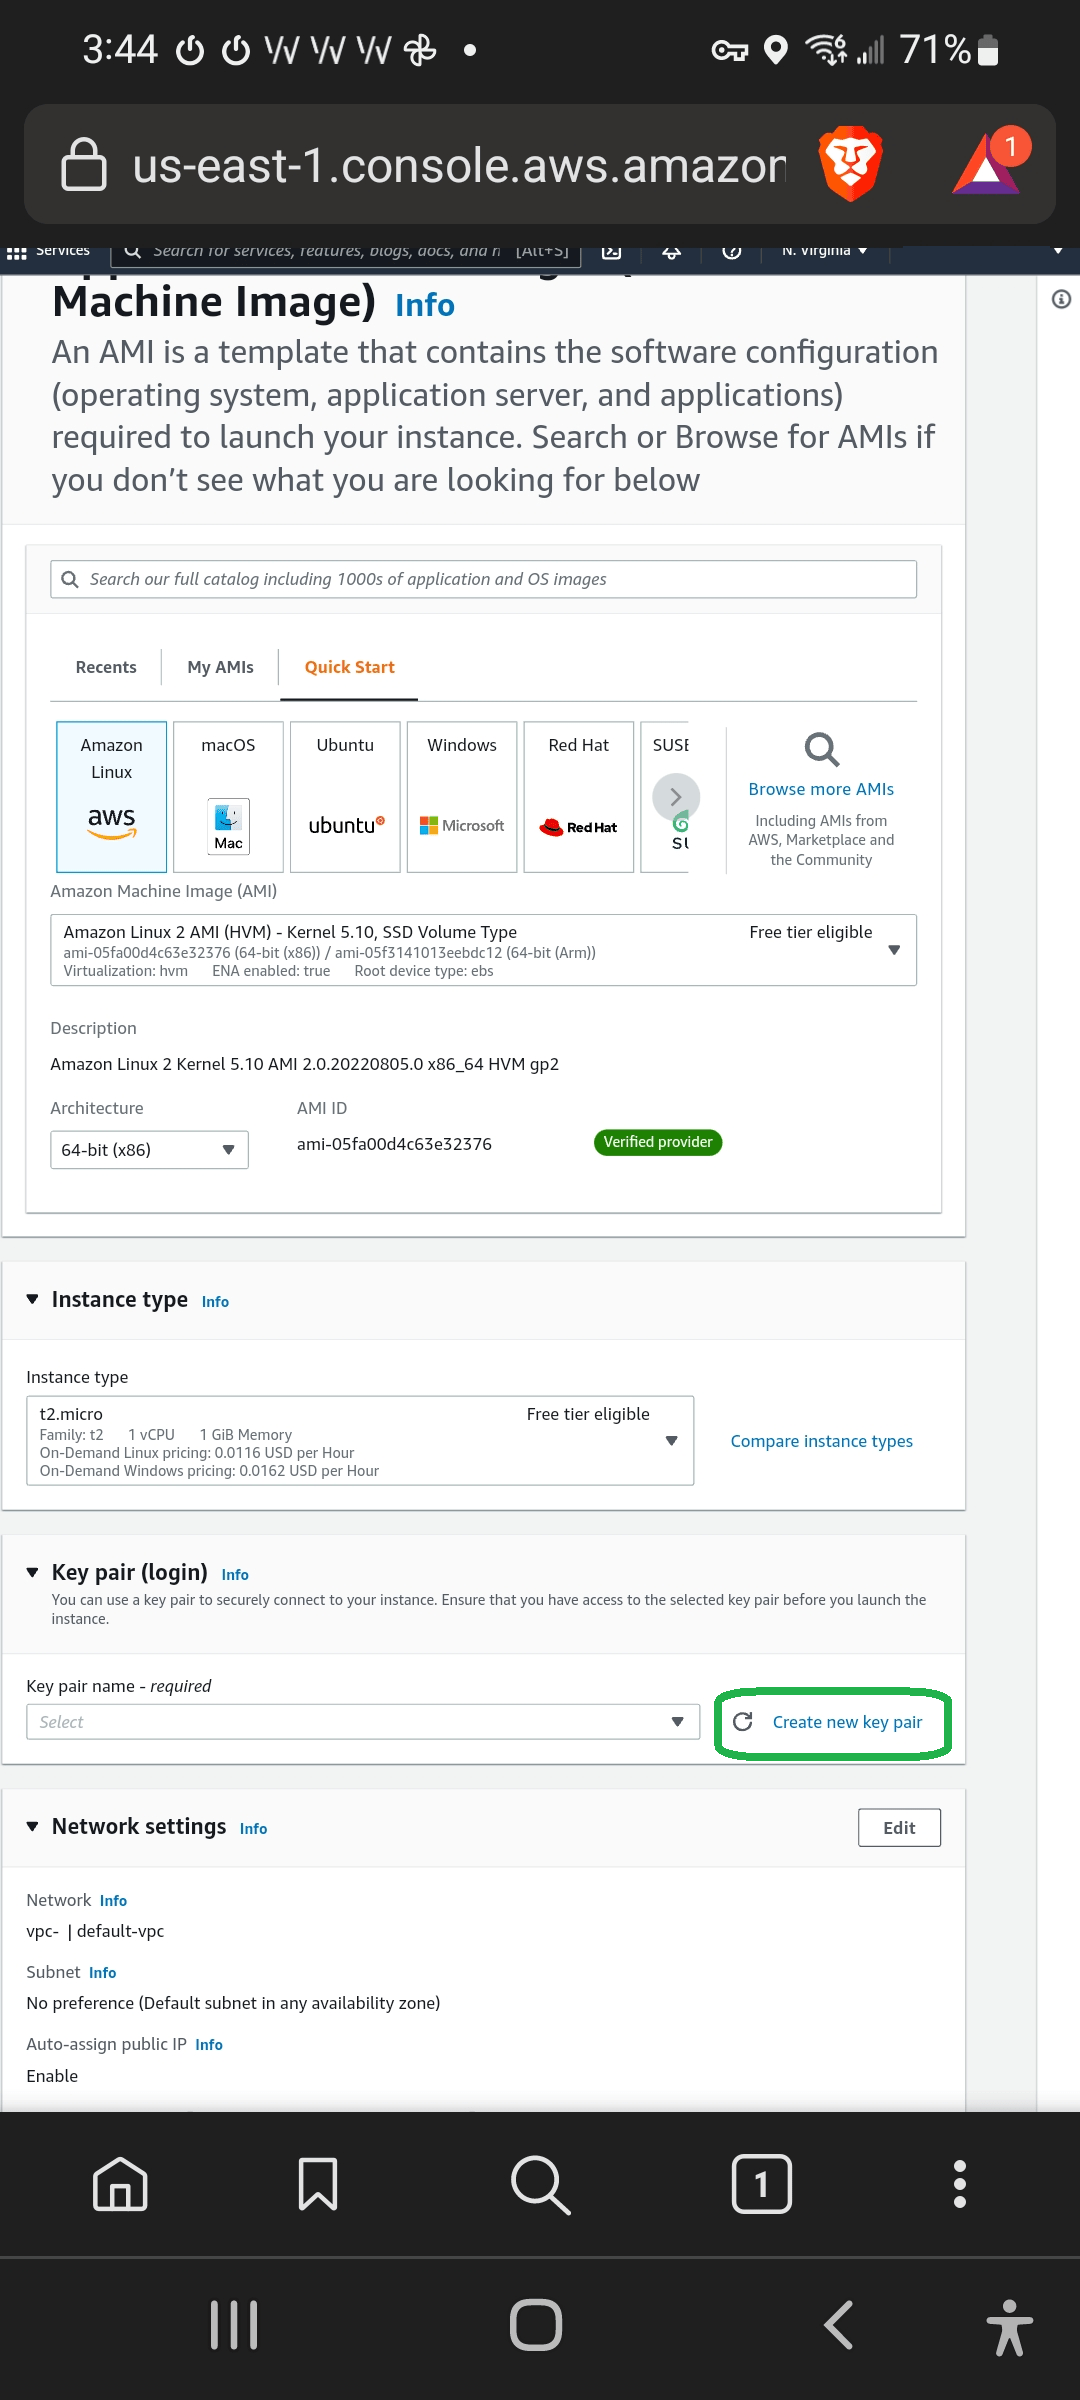 3:44
71%
us-east-1.console.aws.amazon
1
Services
Search for services, features, blogs, docs, and n
[Alt+S]
N. Virginia
Machine Image) Info
An AMI is a template that contains the software configuration
(operating system, application server, and applications)
required to launch your instance. Search or Browse for AMIs if
you don’t see what you are looking for below
Search our full catalog including 1000s of application and OS images
Recents
My AMIs
Quick Start
Amazon
Linux
aws
macOS
Mac
Ubuntu
ubuntu
Windows
Microsoft
Red Hat
Red Hat
SUSE
SU
Browse more AMIs
Including AMIs from
AWS, Marketplace and
the Community
Amazon Machine Image (AMI)
Amazon Linux 2 AMI (HVM) - Kernel 5.10, SSD Volume Type
Free tier eligible
ami-05fa00d4c63e32376 (64-bit (x86)) / ami-05f3141013eebdc12 (64-bit (Arm))
Virtualization: hvm ENA enabled: true Root device type: ebs
Description
Amazon Linux 2 Kernel 5.10 AMI 2.0.20220805.0 x86_64 HVM gp2
Architecture
AMI ID
64-bit (x86)
ami-05fa00d4c63e32376
Verified provider
Instance type Info
Instance type
t2.micro
Free tier eligible
Family: t2 1 vCPU 1 GiB Memory
On-Demand Linux pricing: 0.0116 USD per Hour
On-Demand Windows pricing: 0.0162 USD per Hour
Compare instance types
Key pair (login) Info
You can use a key pair to securely connect to your instance. Ensure that you have access to the selected key pair before you launch the
instance.
Key pair name - required
Select
Create new key pair
Network settings Info
Edit
Network Info
vpc- | default-vpc
Subnet Info
No preference (Default subnet in any availability zone)
Auto-assign public IP Info
Enable
1